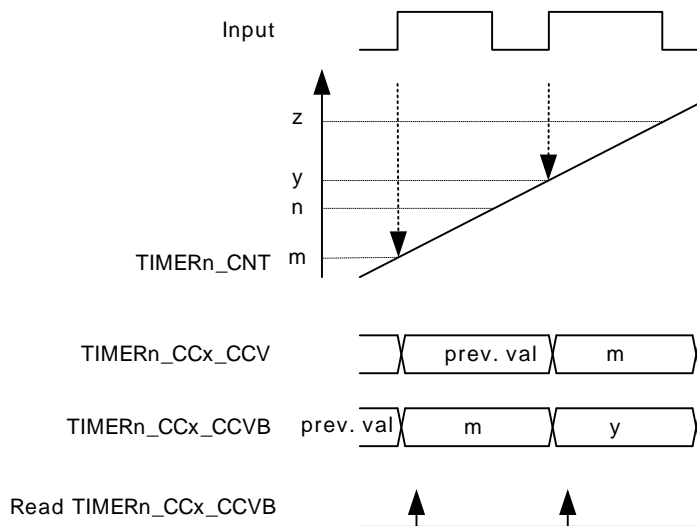 Input
z
y
n
m
TIMERn_CNT
TIMERn_CCx_CCV
prev. val
m
TIMERn_CCx_CCVB
prev. val
m
y
Read TIMERn_CCx_CCVB